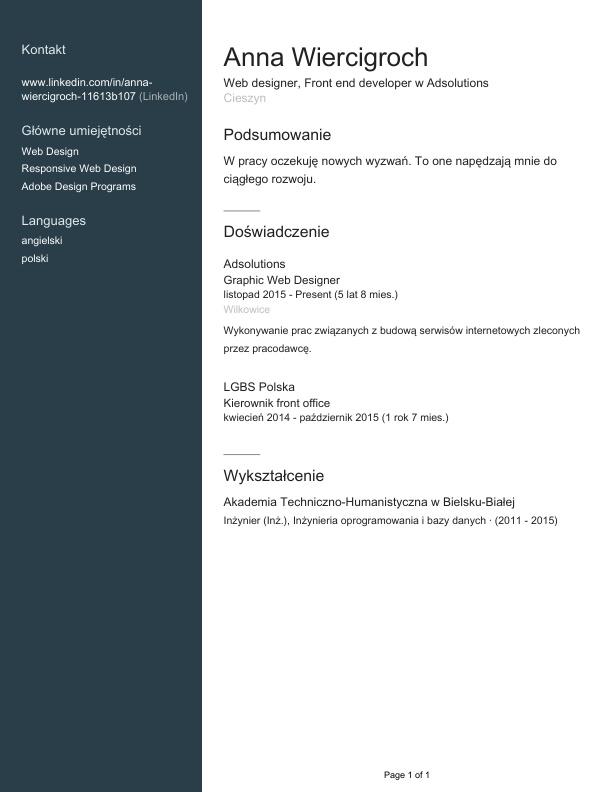 Kontakt
www.linkedin.com/in/anna-
wiercigroch-11613b107 (LinkedIn)
Główne umiejętności
Web Design
Responsive Web Design
Adobe Design Programs
Languages
angielski
polski
Anna Wiercigroch
Web designer, Front end developer w Adsolutions
Cieszyn
Podsumowanie
W pracy oczekuję nowych wyzwań. To one napędzają mnie do
ciągłego rozwoju.
Doświadczenie
Adsolutions
Graphic Web Designer
listopad 2015 - Present (5 lat 8 mies.)
Wilkowice
Wykonywanie prac związanych z budową serwisów internetowych zleconych
przez pracodawcę.
LGBS Polska
Kierownik front office
kwiecień 2014 - październik 2015 (1 rok 7 mies.)
Wykształcenie
Akademia Techniczno-Humanistyczna w Bielsku-Białej
Inżynier (Inż.), Inżynieria oprogramowania i bazy danych · (2011 - 2015)
Page 1 of 1